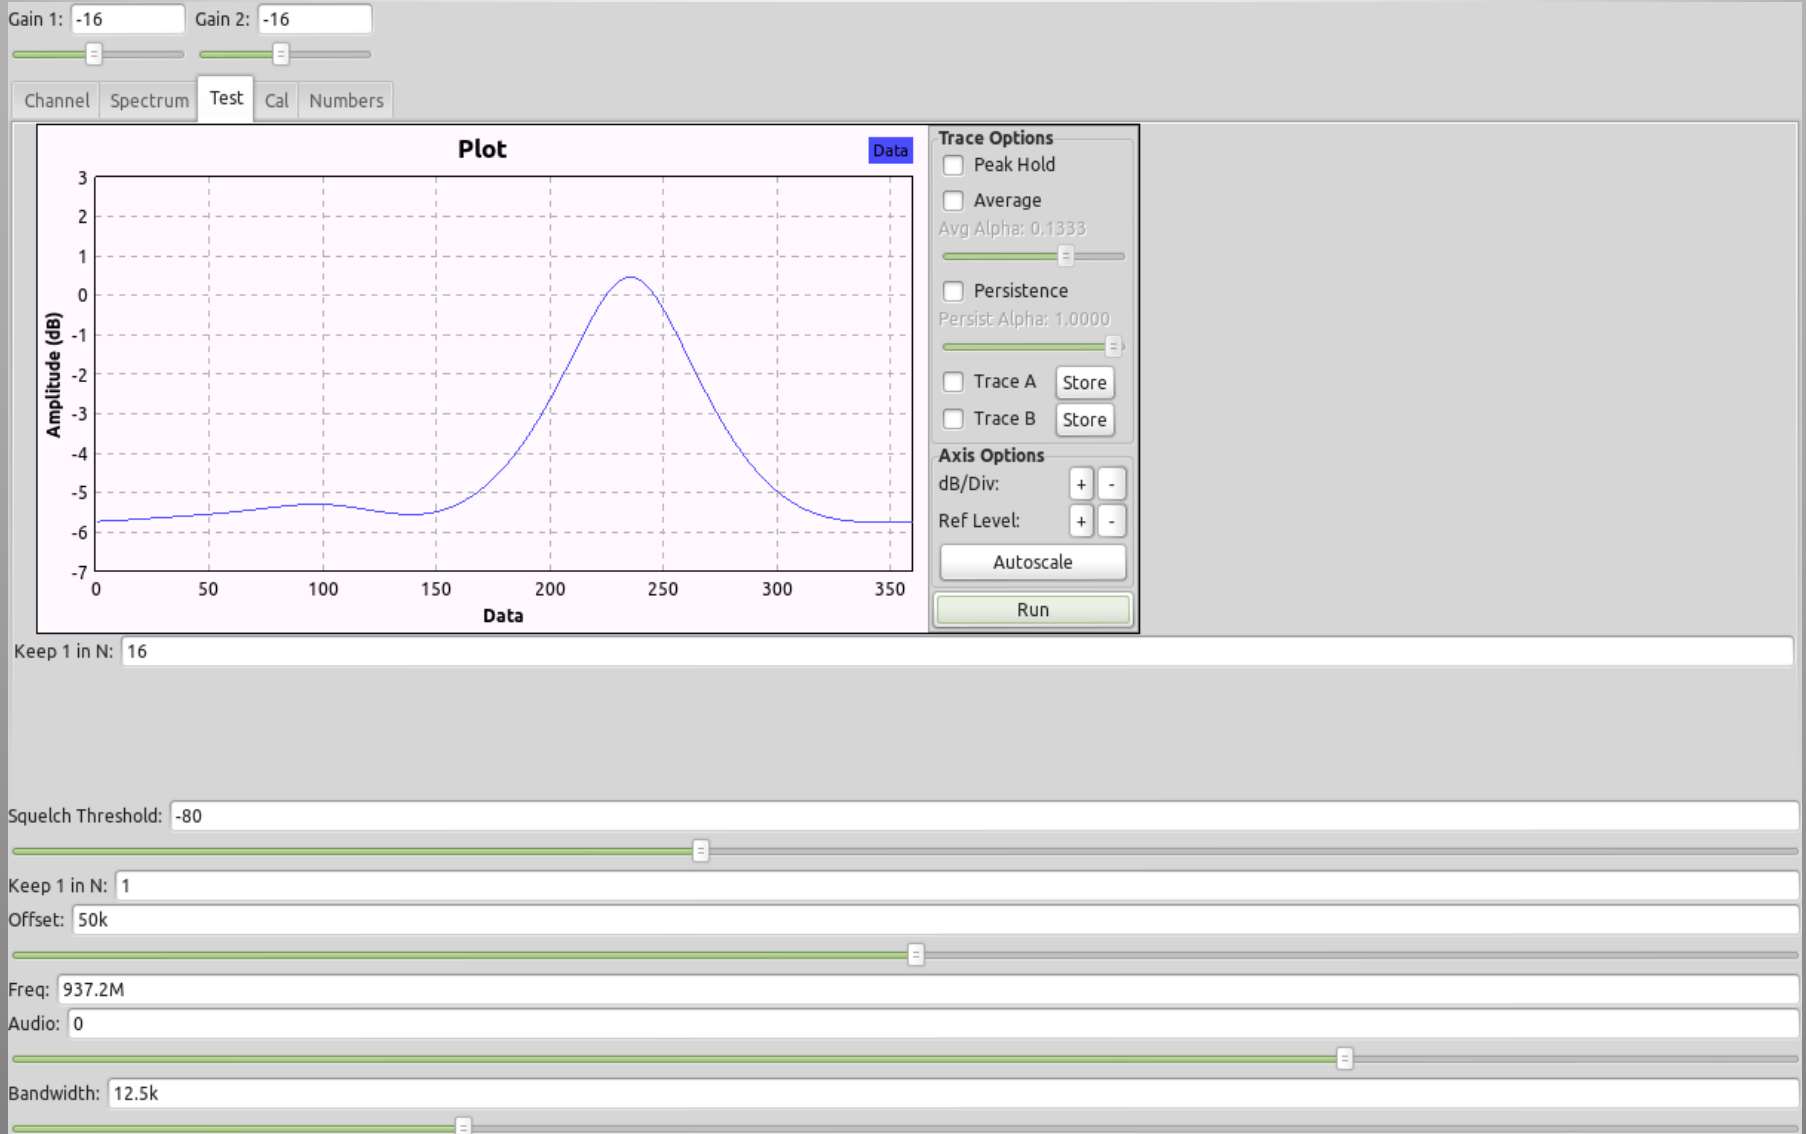 Gain 1: -16 Gain 2: -16
Channel Spectrum Test Cal Numbers
Plot
Data
3
2
1
0
-1
-2
-3
-4
-5
-6
-7
Amplitude (dB)
0 50 100 150 200 250 300 350
Data
Trace Options
Peak Hold
Average
Avg Alpha: 0.1333
Persistence
Persist Alpha: 1.0000
Trace A Store
Trace B Store
Axis Options
dB/Div: + -
Ref Level: + -
Autoscale
Run
Keep 1 in N: 16
Squelch Threshold: -80
Keep 1 in N: 1
Offset: 50k
Freq: 937.2M
Audio: 0
Bandwidth: 12.5k